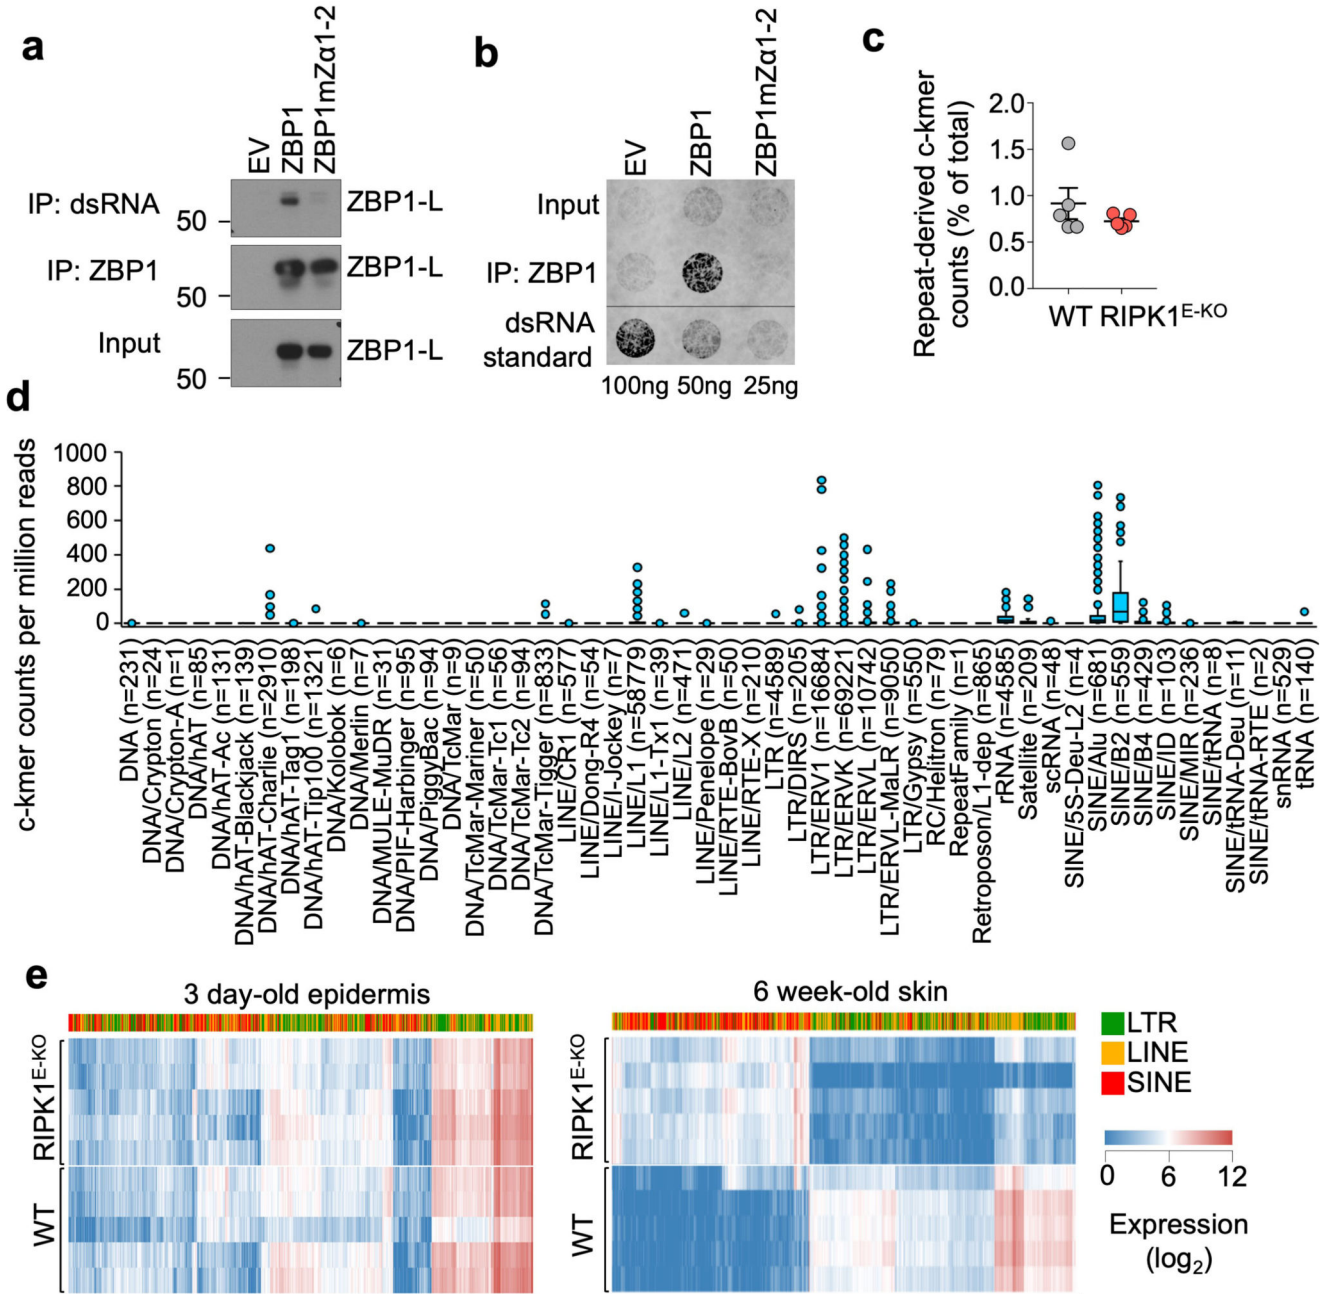 a
EV
ZBP1
ZBP1mZα1-2
IP: dsRNA
50
ZBP1-L
IP: ZBP1
50
ZBP1-L
Input
50
ZBP1-L
b
EV
ZBP1
ZBP1mZα1-2
Input
IP: ZBP1
dsRNA
standard
100ng 50ng 25ng
c
Repeat-derived c-kmer
counts (% of total)
2.0
1.5
1.0
0.5
0.0
WT RIPK1E-KO
d
c-kmer counts per million reads
1000
800
600
400
200
0
DNA (n=231)
DNA/Crypton (n=24)
DNA/Crypton-A (n=1)
DNA/hAT (n=85)
DNA/hAT-Ac (n=131)
DNA/hAT-Blackjack (n=139)
DNA/hAT-Charlie (n=2910)
DNA/hAT-Tag1 (n=198)
DNA/hAT-Tip100 (n=1321)
DNA/Kolobok (n=6)
DNA/Merlin (n=7)
DNA/MULE-MuDR (n=31)
DNA/PIF-Harbinger (n=95)
DNA/PiggyBac (n=94)
DNA/TcMar (n=9)
DNA/TcMar-Mariner (n=50)
DNA/TcMar-Tc1 (n=56)
DNA/TcMar-Tc2 (n=94)
DNA/TcMar-Tigger (n=833)
LINE/CR1 (n=577)
LINE/Dong-R4 (n=54)
LINE/I-Jockey (n=7)
LINE/L1 (n=58779)
LINE/L1-Tx1 (n=39)
LINE/L2 (n=471)
LINE/Penelope (n=29)
LINE/RTE-BovB (n=50)
LINE/RTE-X (n=210)
LTR (n=4589)
LTR/DIRS (n=205)
LTR/ERV1 (n=16684)
LTR/ERVK (n=69221)
LTR/ERVL (n=10742)
LTR/ERVL-MaLR (n=9050)
LTR/Gypsy (n=550)
RC/Helitron (n=79)
RepeatFamily (n=1)
Retroposon/L1-dep (n=865)
rRNA (n=4585)
Satellite (n=209)
scRNA (n=48)
SINE/5S-Deu-L2 (n=4)
SINE/Alu (n=681)
SINE/B2 (n=559)
SINE/B4 (n=429)
SINE/ID (n=103)
SINE/MIR (n=236)
SINE/tRNA (n=8)
SINE/tRNA-Deu (n=11)
SINE/tRNA-RTE (n=2)
snRNA (n=529)
tRNA (n=140)
e
3 day-old epidermis
RIPK1E-KO
WT
6 week-old skin
RIPK1E-KO
WT
LTR
LINE
SINE
0 6 12
Expression
(log2)